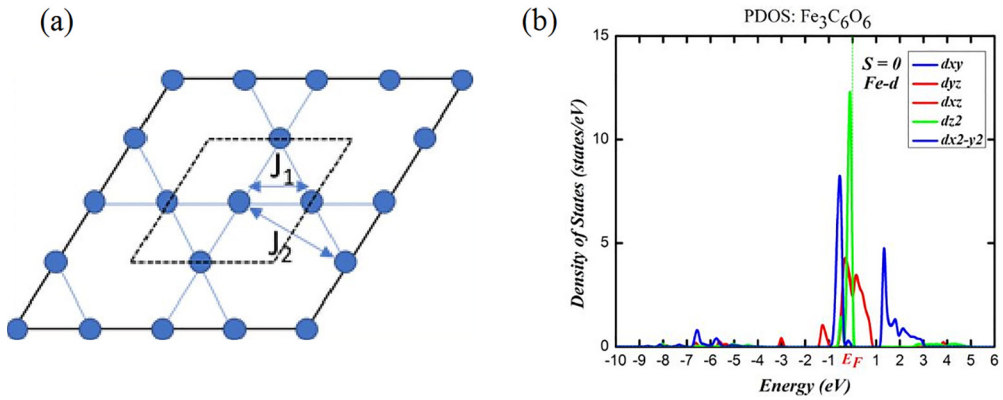 (a)
J1
J2
(b)
PDOS: Fe3C6O6
Density of States (states/eV)
15
10
5
0
S = 0
Fe-d
dxy
dyz
dxz
dz2
dx2-y2
-10 -9 -8 -7 -6 -5 -4 -3 -2 -1 EF 1 2 3 4 5 6
Energy (eV)